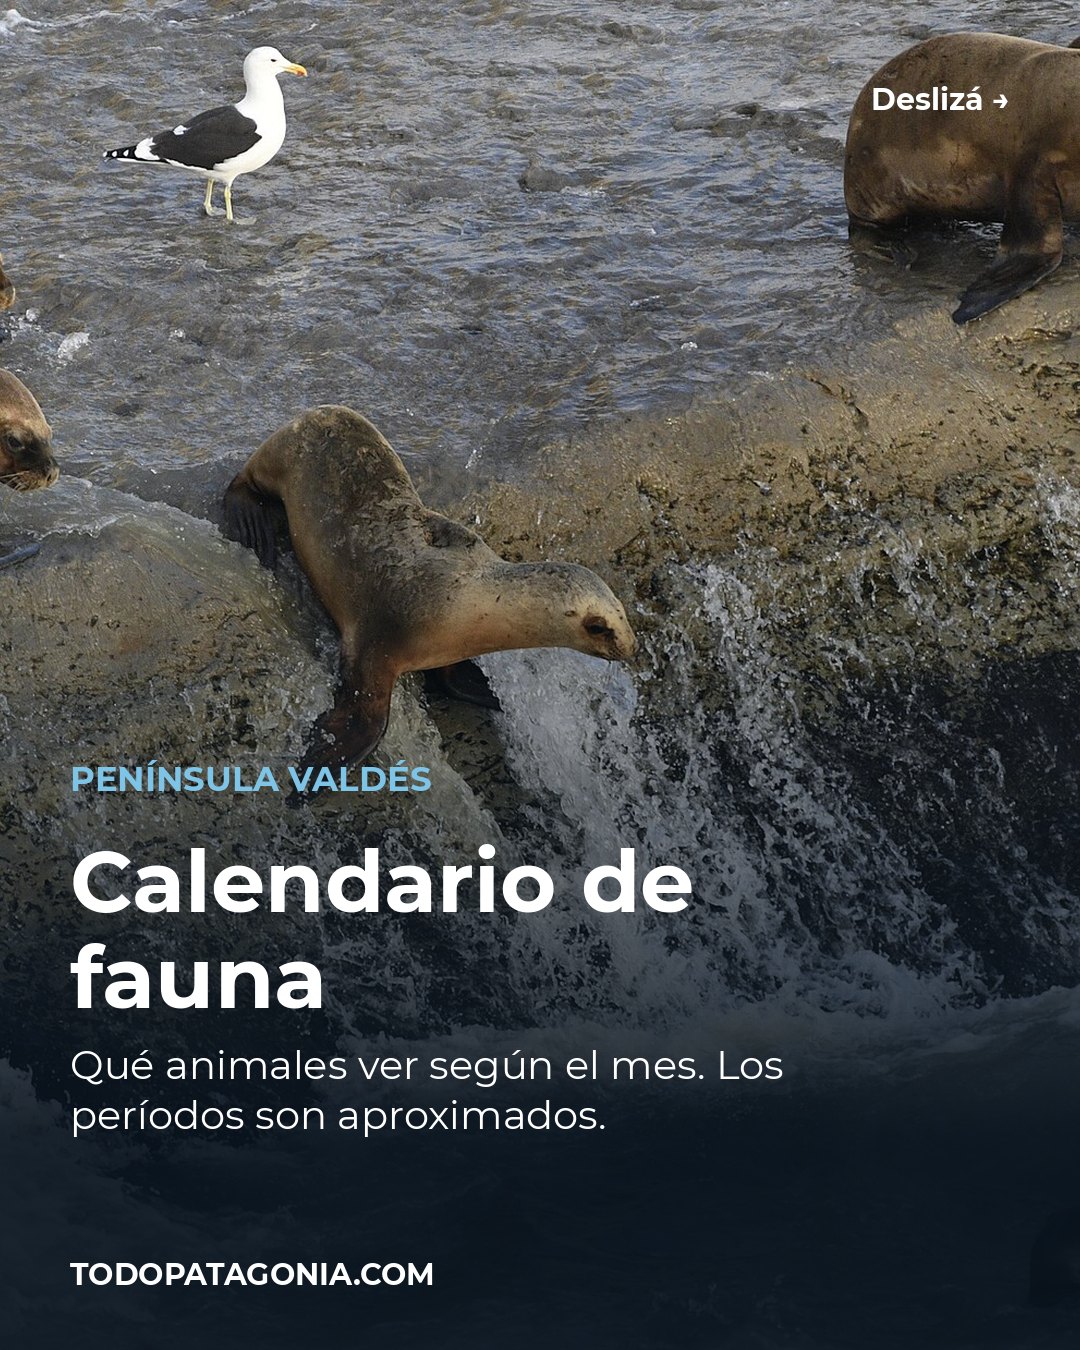 Deslizá →
PENÍNSULA VALDÉS
Calendario de
fauna
Qué animales ver según el mes. Los
períodos son aproximados.
TODOPATAGONIA.COM